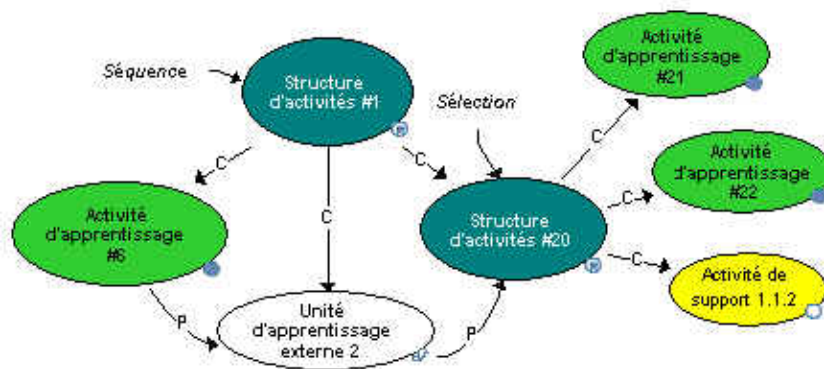 Séquence
Structure
d'activités #1
Sélection
Activité
d'apprentissage
#21
C
C
C
C
Activité
d'apprentissage
#22
C
Activité
d'apprentissage
#6
Structure
d'activités #20
C
Activité de
support 1.1.2
P
Unité
d'apprentissage
externe 2
P